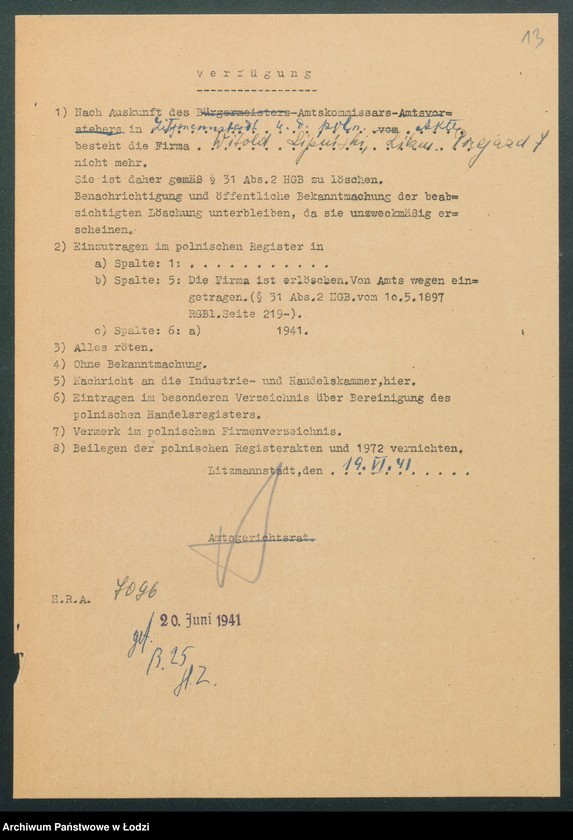 13
Verfügung
1) Nach Auskunft des Bürgermeisters-Amtskommissars-Amtsvor=
stehers in Litzmannstadt u. d. poln. vom Akte
besteht die Firma . Witold Lipiński, Przejazd 7
nicht mehr.
Sie ist daher gemäß § 31 Abs.2 HGB zu löschen.
Benachrichtigung und öffentliche Bekanntmachung der beab=
sichtigten Löschung unterbleiben, da sie unzweckmäßig er=
scheinen.
2) Einzutragen im polnischen Register in
a) Spalte: 1: . . . . . . . . . . . .
b) Spalte: 5: Die Firma ist erlöschen.Von Amts wegen ein=
getragen.(§ 31 Abs.2 HGB.vom 1o.5.1897
RGBl.Seite 219-).
c) Spalte: 6: a) 1941.
3) Alles röten.
4) Ohne Bekanntmachung.
5) Nachricht an die Industrie- und Handelskammer,hier.
6) Eintragen im besonderen Verzeichnis über Bereinigung des
polnischen Handelsregisters.
7) Vermerk im polnischen Firmenverzeichnis.
8) Beilegen der polnischen Registerakten und 1972 vernichten.
Litzmannstadt,den . 19. VI. 41 . . . . .
Amtsgerichtsrat.
H.R.A. 7096
20. Juni 1941
gef.
B. 25
Archiwum Państwowe w Łodzi